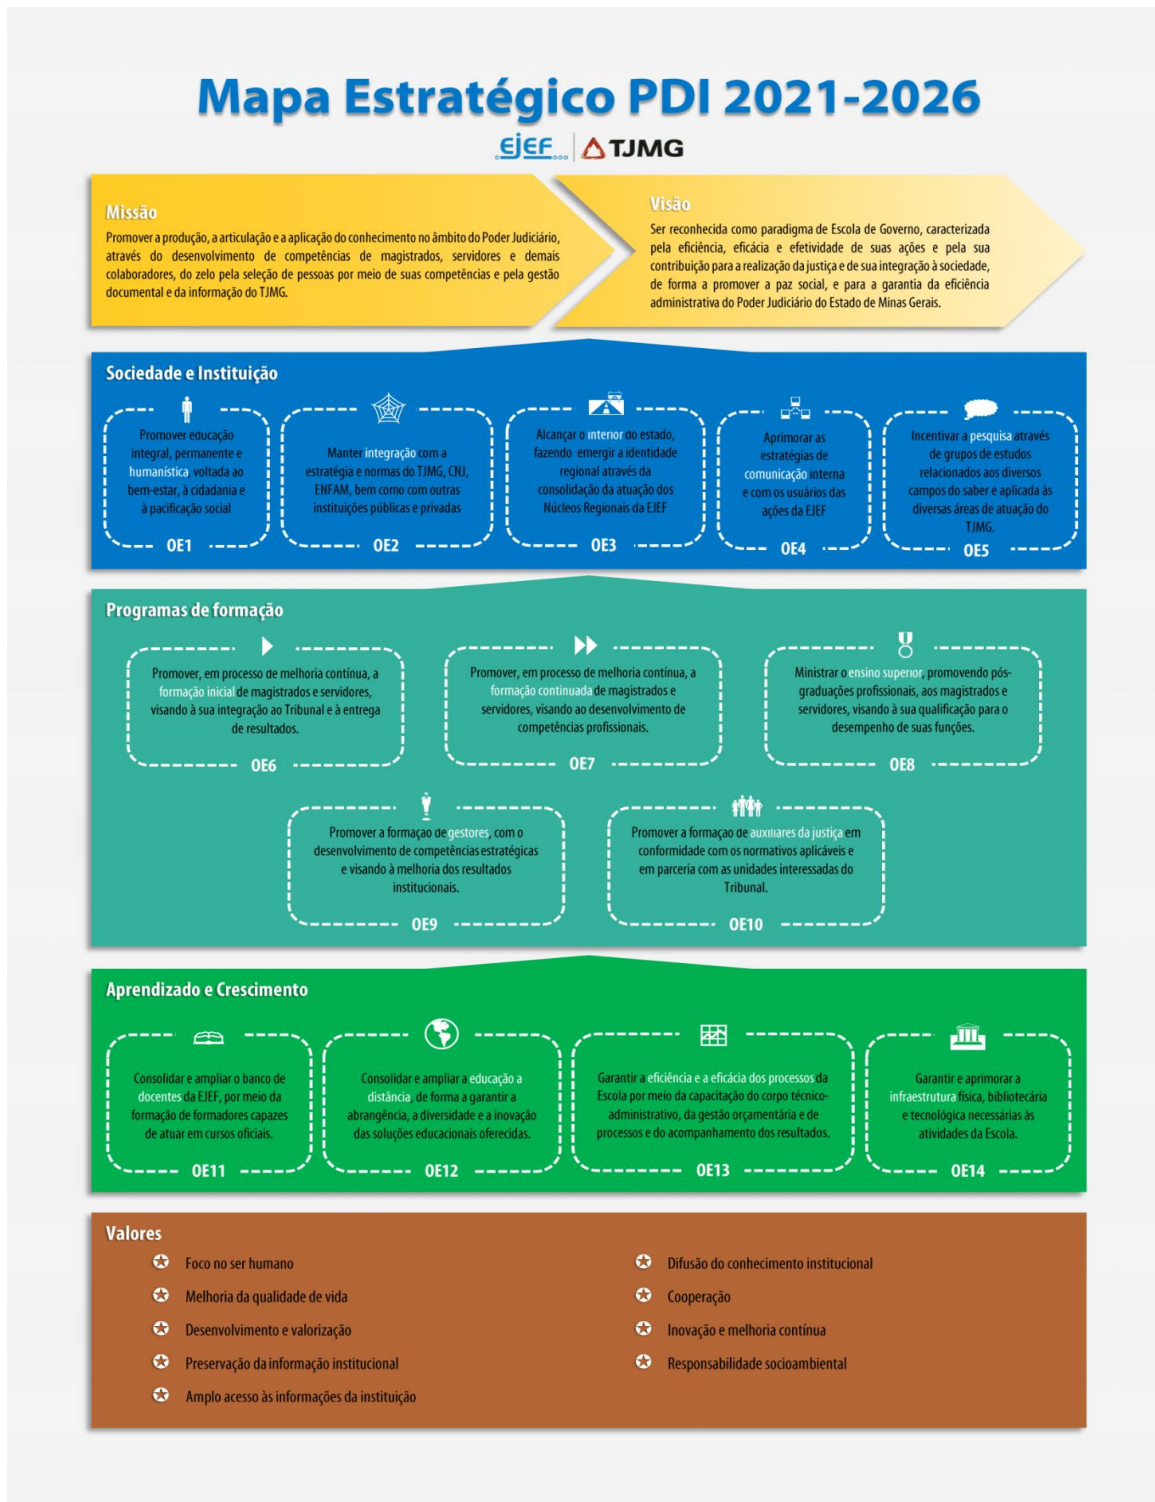 Mapa Estratégico PDI 2021-2026
EJEF TJMG
Missão
Promover a produção, a articulação e a aplicação do conhecimento no âmbito do Poder Judiciário,
através do desenvolvimento de competências de magistrados, servidores e demais
colaboradores, do zelo pela seleção de pessoas por meio de suas competências e pela gestão
documental e da informação do TJMG.
Visão
Ser reconhecida como paradigma de Escola de Governo, caracterizada
pela eficiência, eficácia e efetividade de suas ações e pela sua
contribuição para a realização da justiça e de sua integração à sociedade,
de forma a promover a paz social, e para a garantia da eficiência
administrativa do Poder Judiciário do Estado de Minas Gerais.
Sociedade e Instituição
Promover educação
integral, permanente e
humanística, voltada ao
bem-estar, à cidadania e
à pacificação social
OE1
Manter integração com a
estratégia e normas do TJMG, CNJ,
ENFAM, bem como com outras
instituições públicas e privadas
OE2
Alcançar o interior do estado,
fazendo emergir a identidade
regional através da
consolidação da atuação dos
Núcleos Regionais da EJEF
OE3
Aprimorar as
estratégias de
comunicação interna
e com os usuários das
ações da EJEF
OE4
Incentivar a pesquisa através
de grupos de estudos
relacionados aos diversos
campos do saber e aplicada às
diversas áreas de atuação do
TJMG.
OE5
Programas de formação
Promover, em processo de melhoria contínua, a
formação inicial de magistrados e servidores,
visando à sua integração ao Tribunal e à entrega
de resultados.
OE6
Promover, em processo de melhoria contínua, a
formação continuada de magistrados e
servidores, visando ao desenvolvimento de
competências profissionais.
OE7
Ministrar o ensino superior, promovendo pós-
graduações profissionais, aos magistrados e
servidores, visando à sua qualificação para o
desempenho de suas funções.
OE8
Promover a formação de gestores, com o
desenvolvimento de competências estratégicas
e visando à melhoria dos resultados
institucionais.
OE9
Promover a formação de auxiliares da justiça em
conformidade com os normativos aplicáveis e
em parceria com as unidades interessadas do
Tribunal.
OE10
Aprendizado e Crescimento
Consolidar e ampliar o banco de
docentes da EJEF, por meio da
formação de formadores capazes
de atuar em cursos oficiais.
OE11
Consolidar e ampliar a educação a
distância, de forma a garantir a
abrangência, a diversidade e a inovação
das soluções educacionais oferecidas.
OE12
Garantir a eficiência e a eficácia dos processos da
Escola por meio da capacitação do corpo técnico-
administrativo, da gestão orçamentária e de
processos e do acompanhamento dos resultados.
OE13
Garantir e aprimorar a
infraestrutura física, bibliotecária
e tecnológica necessárias às
atividades da Escola.
OE14
Valores
Foco no ser humano
Melhoria da qualidade de vida
Desenvolvimento e valorização
Preservação da informação institucional
Amplo acesso às informações da instituição
Difusão do conhecimento institucional
Cooperação
Inovação e melhoria contínua
Responsabilidade socioambiental